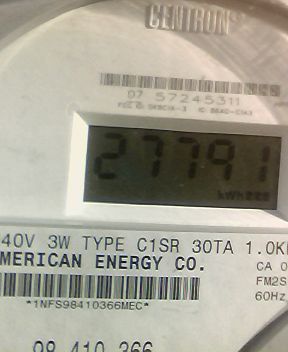 CENTRON
D7 57245311
27791
kWh
40V 3W TYPE C1SR 30TA 1.0K
MERICAN ENERGY CO.
CA 0
FM2S
60Hz
*1NFS98410366MEC*
98 410 366